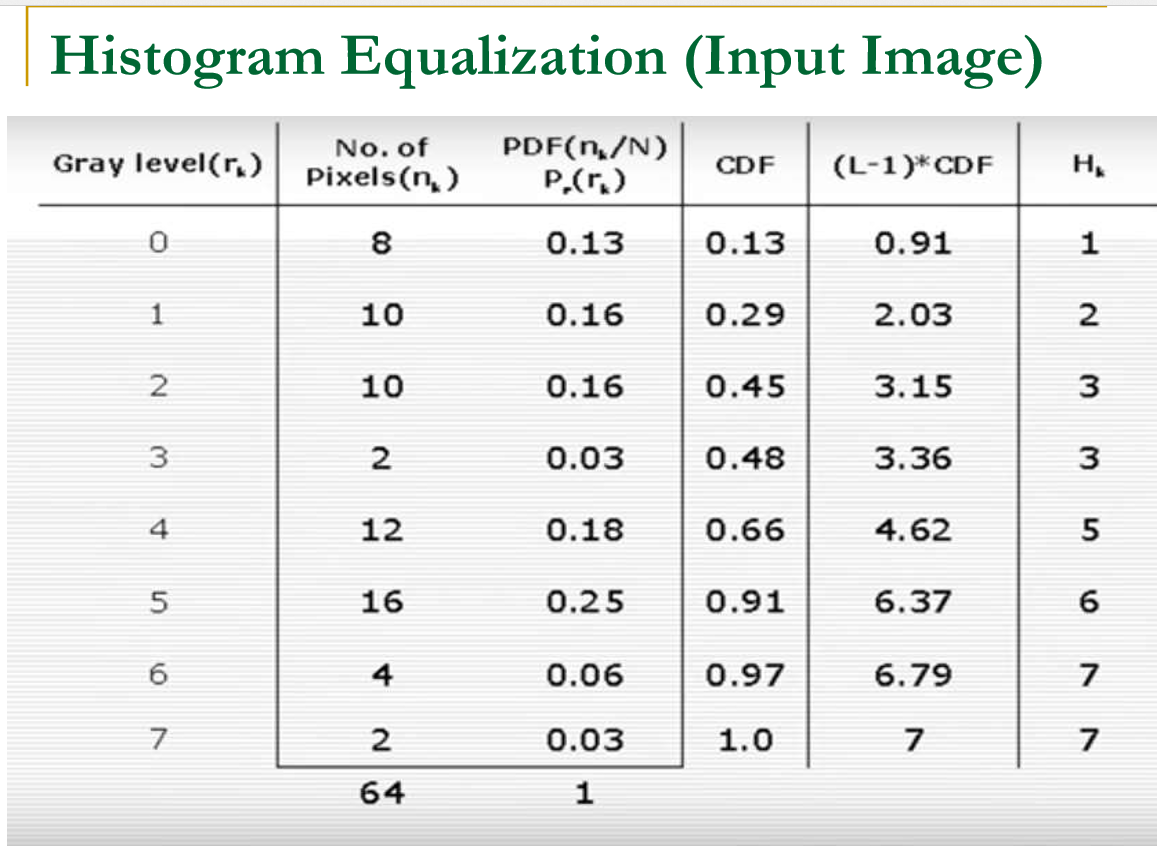 Histogram Equalization (Input Image)
Gray level(rₖ) No. of Pixels(nₖ) PDF(nₖ/N) Pᵣ(rₖ) CDF (L-1)*CDF Hₖ
0 8 0.13 0.13 0.91 1
1 10 0.16 0.29 2.03 2
2 10 0.16 0.45 3.15 3
3 2 0.03 0.48 3.36 3
4 12 0.18 0.66 4.62 5
5 16 0.25 0.91 6.37 6
6 4 0.06 0.97 6.79 7
7 2 0.03 1.0 7 7
64 1